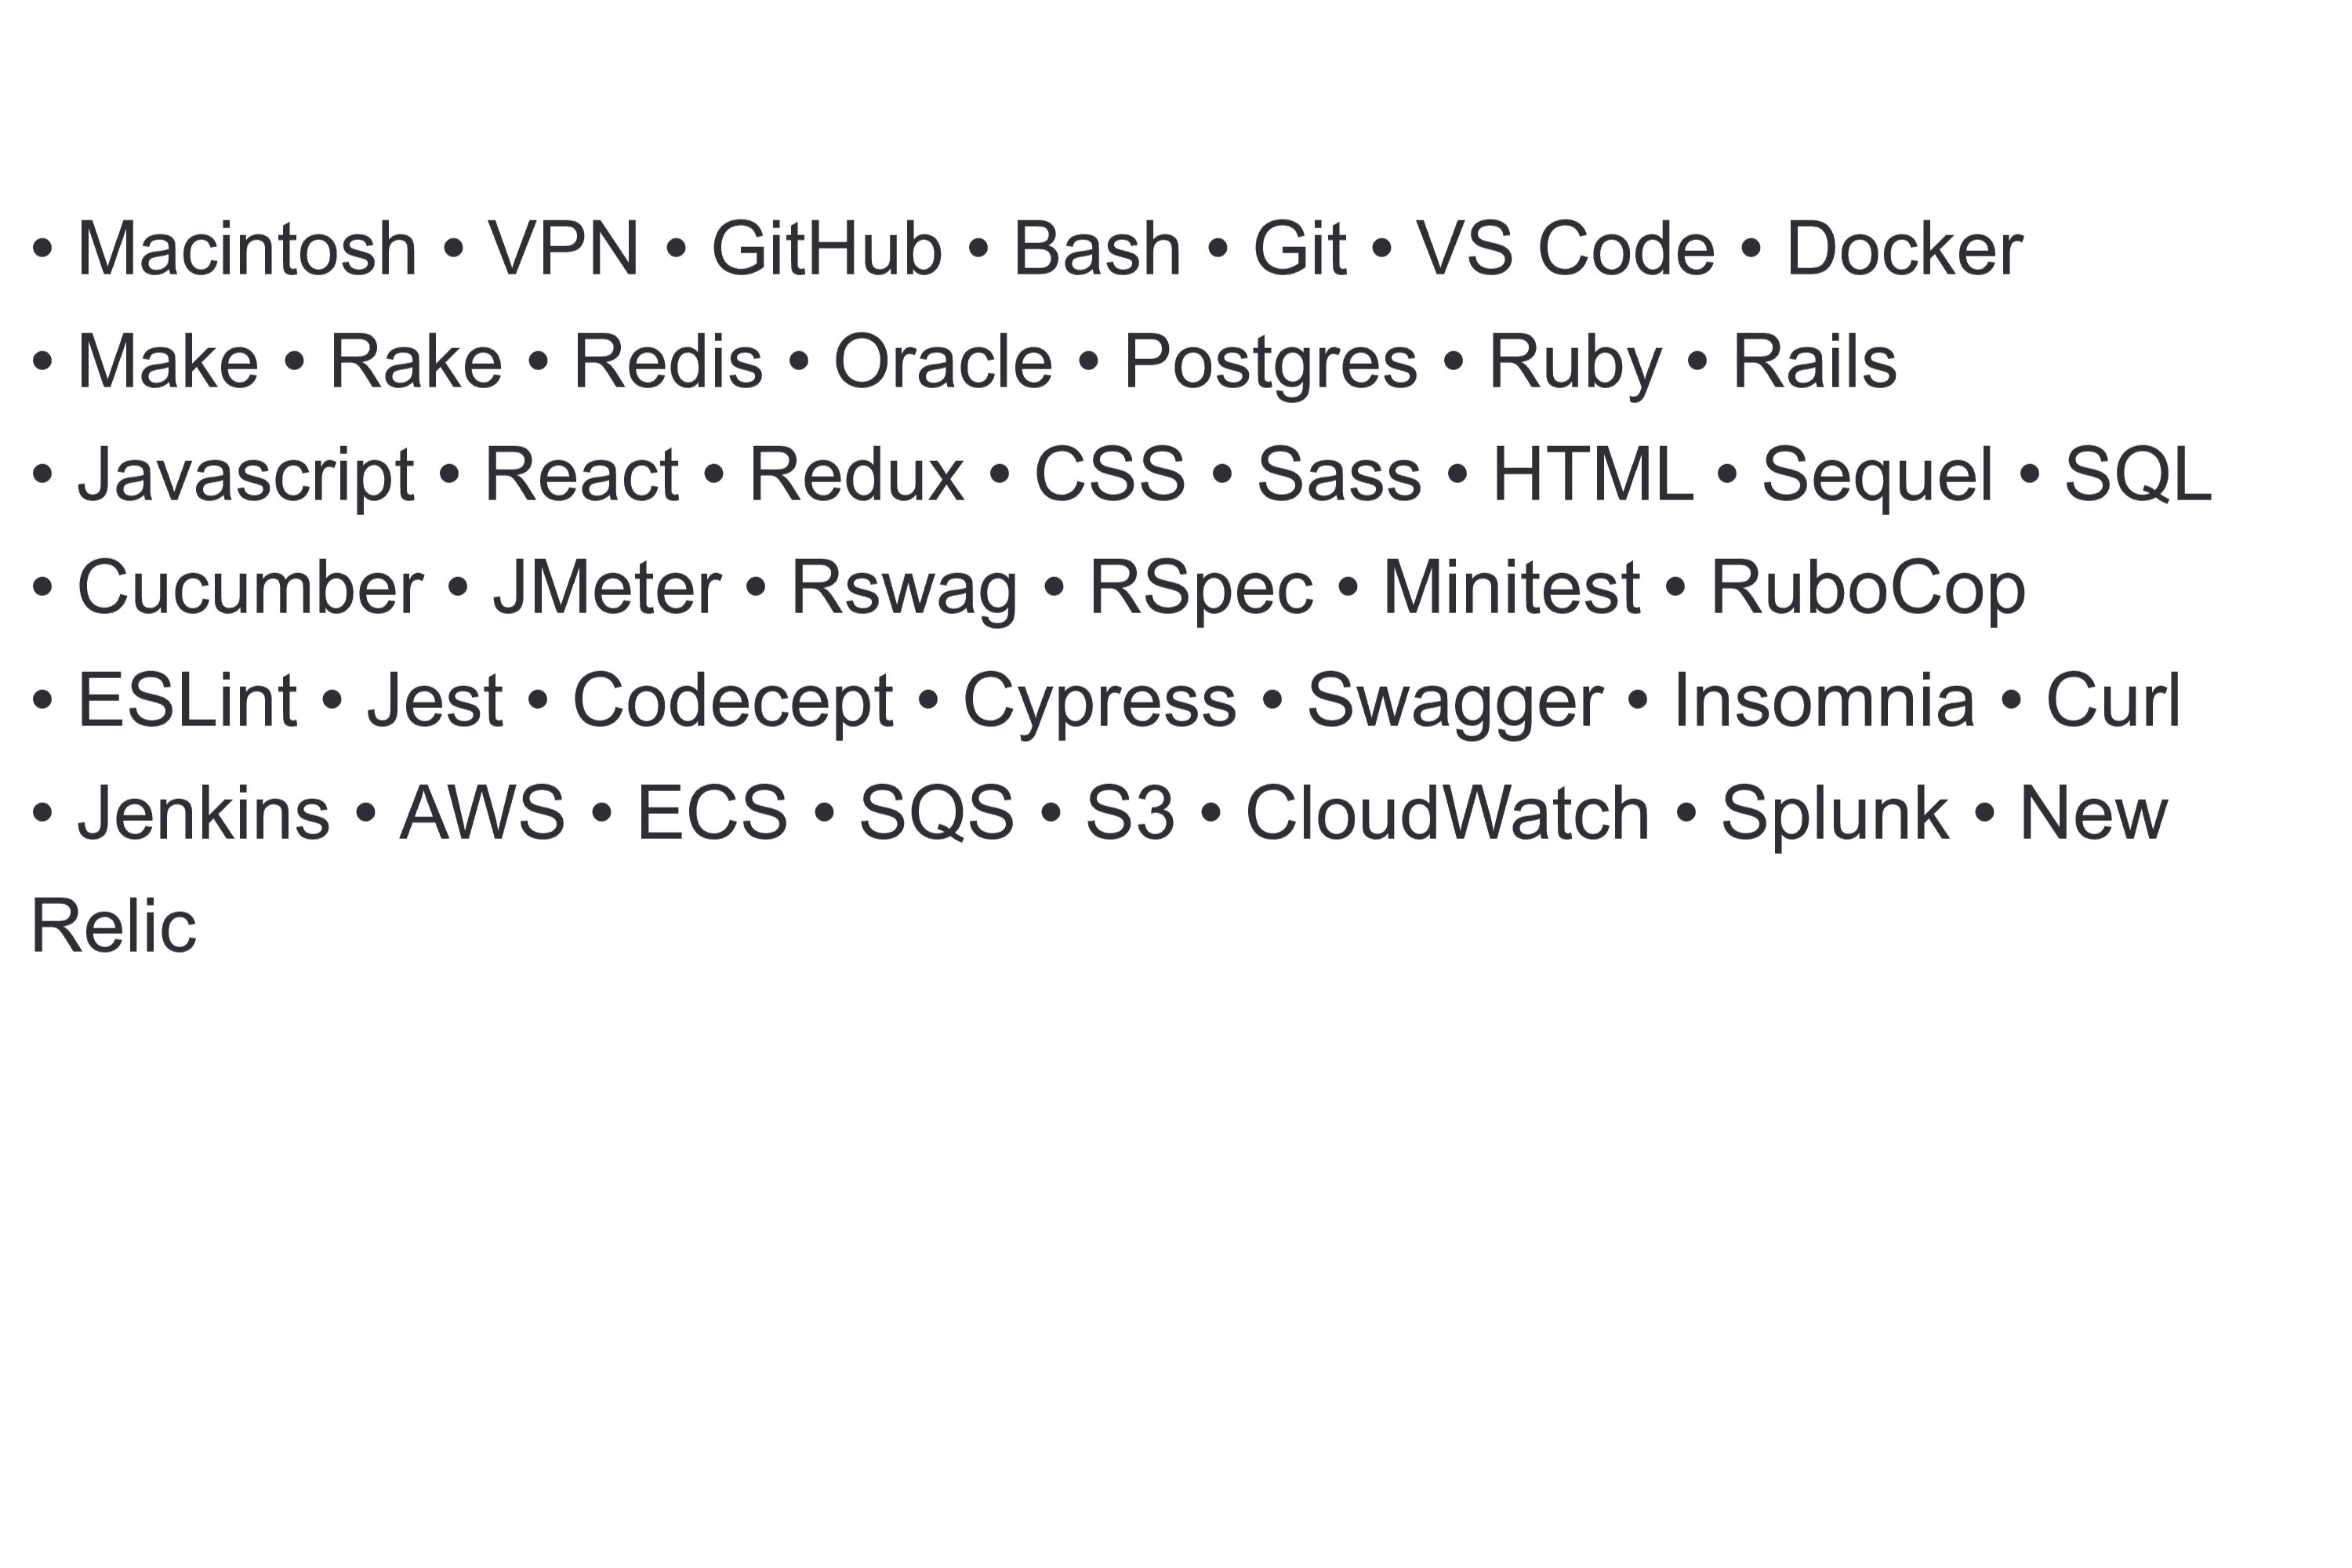 • Macintosh • VPN • GitHub • Bash • Git • VS Code • Docker
• Make • Rake • Redis • Oracle • Postgres • Ruby • Rails
• Javascript • React • Redux • CSS • Sass • HTML • Sequel • SQL
• Cucumber • JMeter • Rswag • RSpec • Minitest • RuboCop
• ESLint • Jest • Codecept • Cypress • Swagger • Insomnia • Curl
• Jenkins • AWS • ECS • SQS • S3 • CloudWatch • Splunk • New
Relic